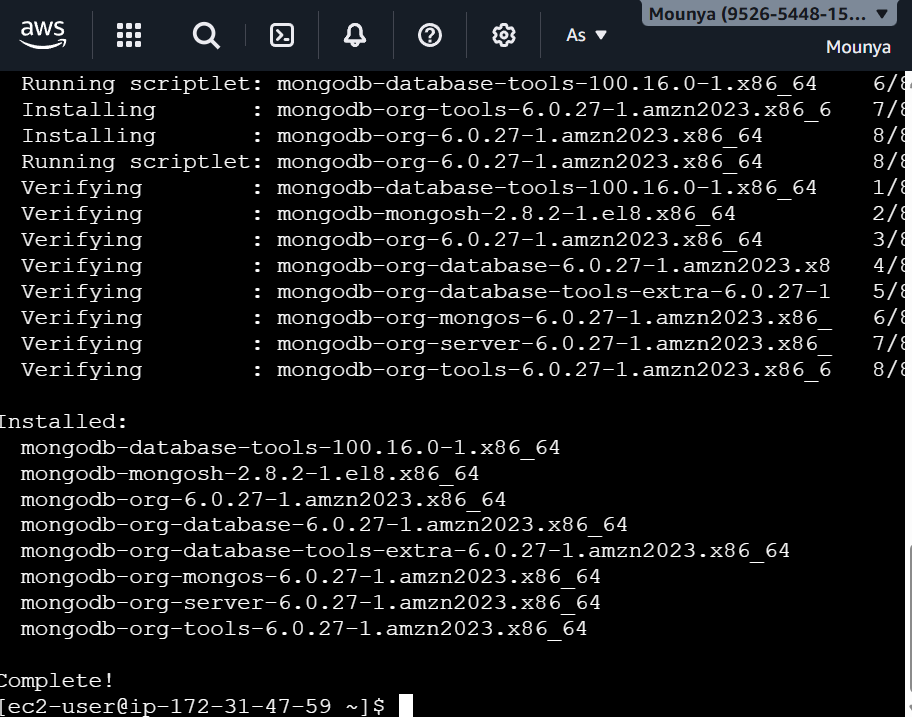 aws
As
Mounya (9526-5448-15...
Mounya
Running scriptlet: mongodb-database-tools-100.16.0-1.x86_64 6/8
Installing : mongodb-org-tools-6.0.27-1.amzn2023.x86_6 7/8
Installing : mongodb-org-6.0.27-1.amzn2023.x86_64 8/8
Running scriptlet: mongodb-org-6.0.27-1.amzn2023.x86_64 8/8
Verifying : mongodb-database-tools-100.16.0-1.x86_64 1/8
Verifying : mongodb-mongosh-2.8.2-1.el8.x86_64 2/8
Verifying : mongodb-org-6.0.27-1.amzn2023.x86_64 3/8
Verifying : mongodb-org-database-6.0.27-1.amzn2023.x8 4/8
Verifying : mongodb-org-database-tools-extra-6.0.27-1 5/8
Verifying : mongodb-org-mongos-6.0.27-1.amzn2023.x86_ 6/8
Verifying : mongodb-org-server-6.0.27-1.amzn2023.x86_ 7/8
Verifying : mongodb-org-tools-6.0.27-1.amzn2023.x86_6 8/8
Installed:
mongodb-database-tools-100.16.0-1.x86_64
mongodb-mongosh-2.8.2-1.el8.x86_64
mongodb-org-6.0.27-1.amzn2023.x86_64
mongodb-org-database-6.0.27-1.amzn2023.x86_64
mongodb-org-database-tools-extra-6.0.27-1.amzn2023.x86_64
mongodb-org-mongos-6.0.27-1.amzn2023.x86_64
mongodb-org-server-6.0.27-1.amzn2023.x86_64
mongodb-org-tools-6.0.27-1.amzn2023.x86_64
Complete!
[ec2-user@ip-172-31-47-59 ~]$